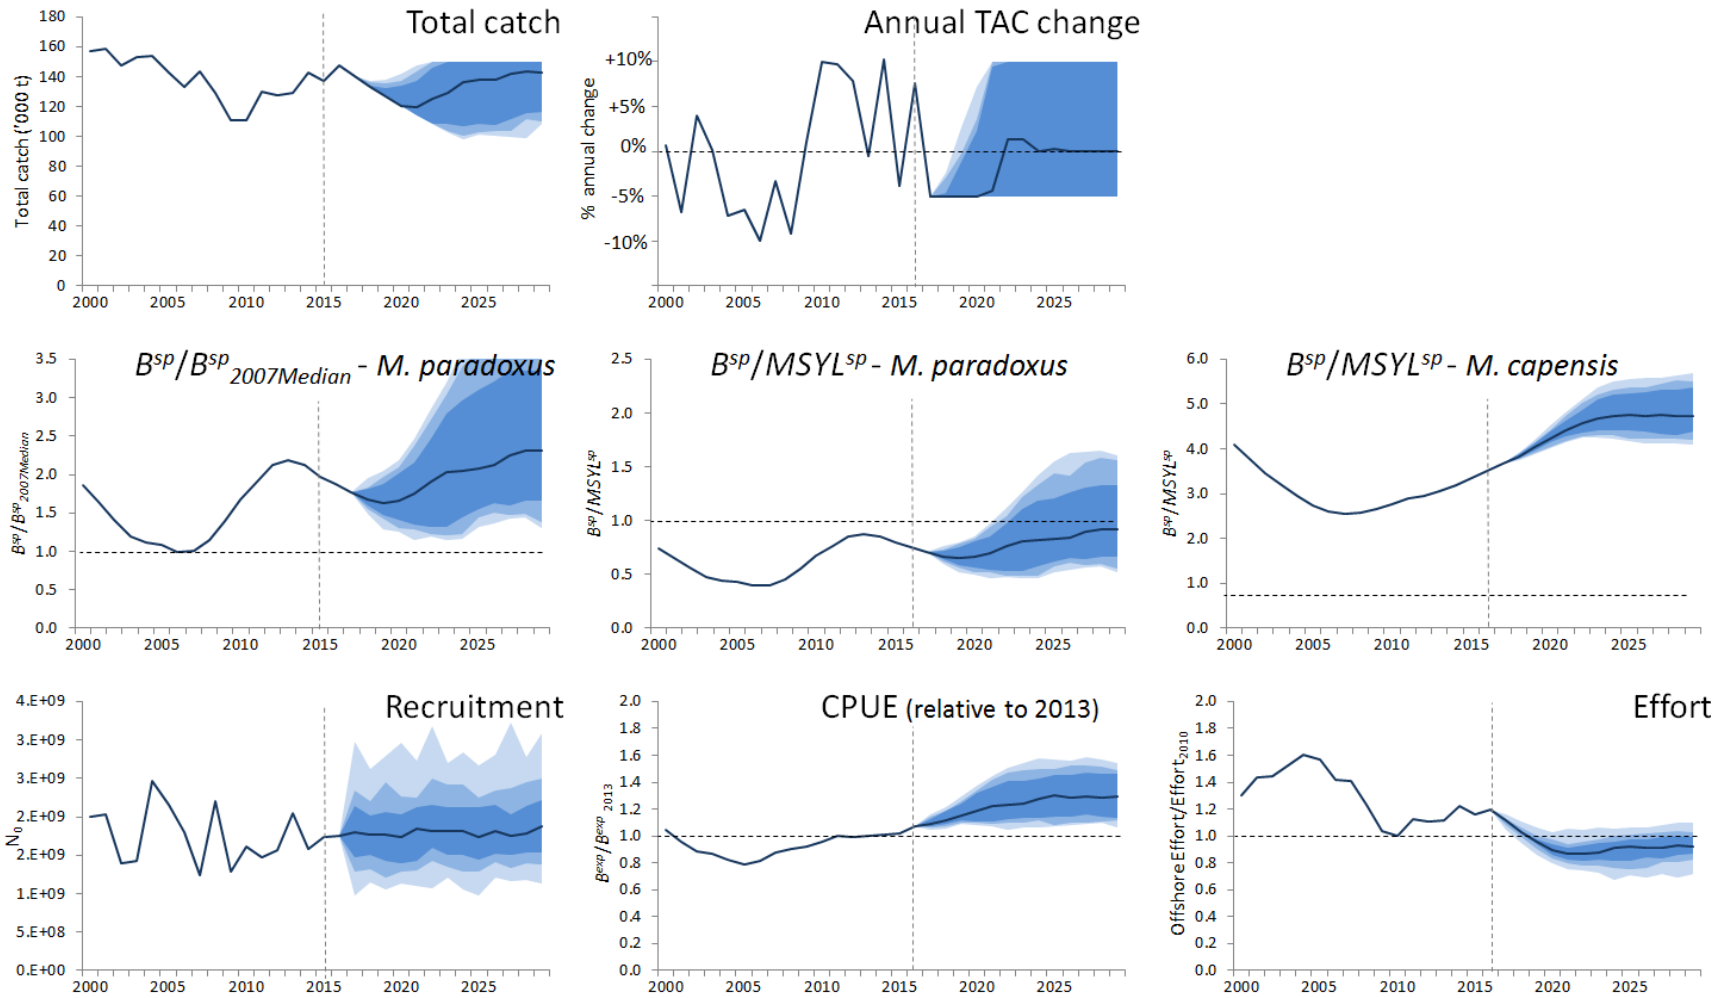 Total catch
Total catch ('000 t)
180
160
140
120
100
80
60
40
20
0
2000 2005 2010 2015 2020 2025
Annual TAC change
% annual change
+10%
+5%
0%
-5%
-10%
2000 2005 2010 2015 2020 2025
Bsp/Bsp2007Median - M. paradoxus
Bsp/Bsp2007Median
3.5
3.0
2.5
2.0
1.5
1.0
0.5
0.0
2000 2005 2010 2015 2020 2025
Bsp/MSYLsp - M. paradoxus
Bsp/MSYLsp
2.5
2.0
1.5
1.0
0.5
0.0
2000 2005 2010 2015 2020 2025
Bsp/MSYLsp - M. capensis
Bsp/MSYLsp
6.0
5.0
4.0
3.0
2.0
1.0
0.0
2000 2005 2010 2015 2020 2025
Recruitment
N0
4.E+09
3.E+09
3.E+09
2.E+09
2.E+09
1.E+09
5.E+08
0.E+00
2000 2005 2010 2015 2020 2025
CPUE (relative to 2013)
Bexp/Bexp2013
2.0
1.8
1.6
1.4
1.2
1.0
0.8
0.6
0.4
0.2
0.0
2000 2005 2010 2015 2020 2025
Effort
Offshore Effort/Effort2010
2.0
1.8
1.6
1.4
1.2
1.0
0.8
0.6
0.4
0.2
0.0
2000 2005 2010 2015 2020 2025